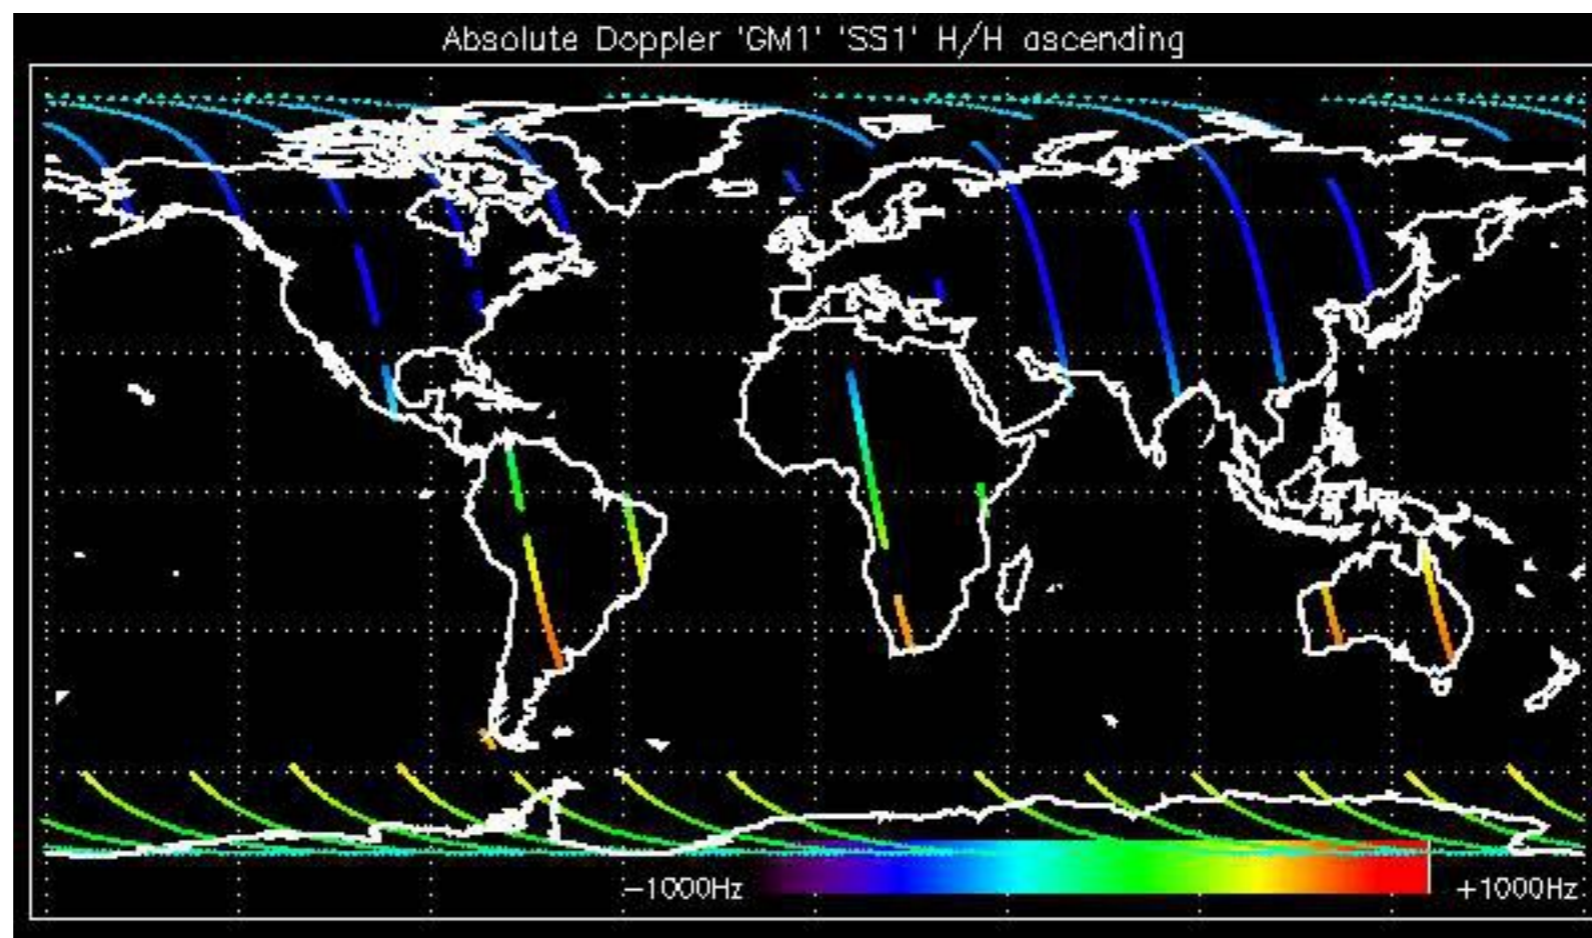 Absolute Doppler 'GM1' 'SS1' H/H ascending
−1000Hz
+1000Hz